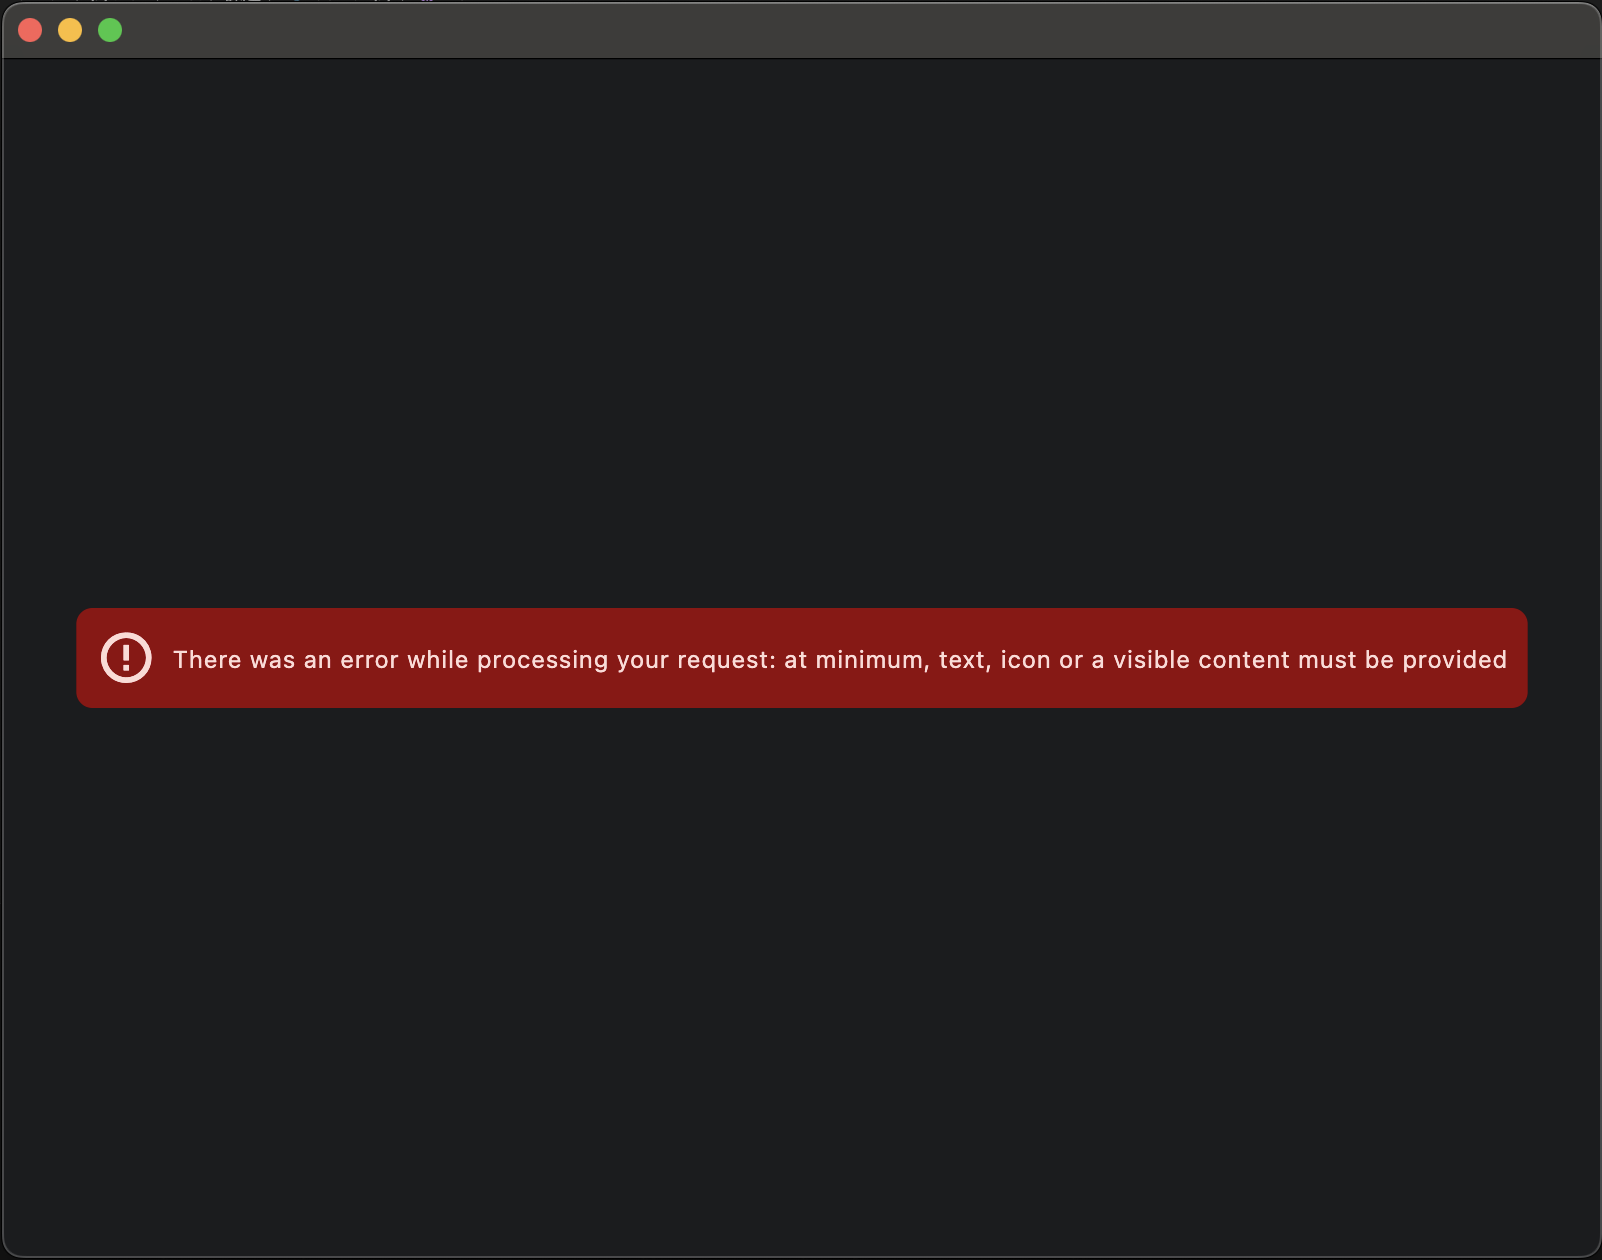 There was an error while processing your request: at minimum, text, icon or a visible content must be provided